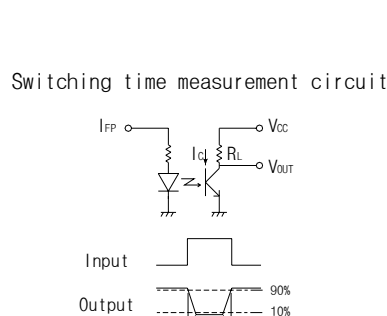 Switching time measurement circuit
IFP
VCC
IC
RL
VOUT
Input
90%
Output
10%